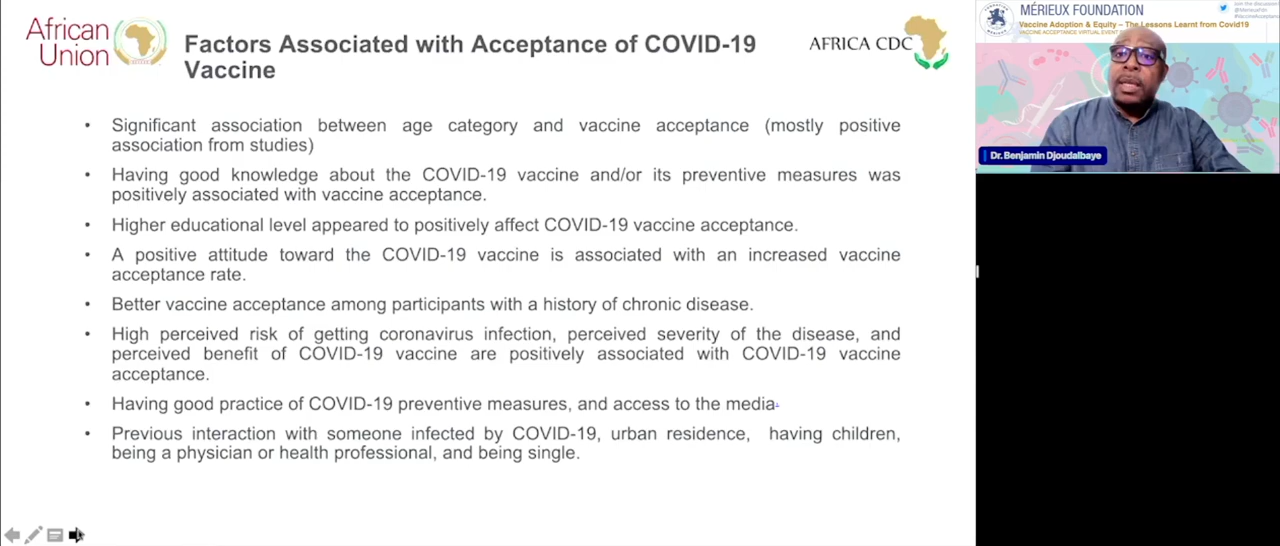 African
Union
Factors Associated with Acceptance of COVID-19
Vaccine
AFRICA CDC
• Significant association between age category and vaccine acceptance (mostly positive
association from studies)
• Having good knowledge about the COVID-19 vaccine and/or its preventive measures was
positively associated with vaccine acceptance.
• Higher educational level appeared to positively affect COVID-19 vaccine acceptance.
• A positive attitude toward the COVID-19 vaccine is associated with an increased vaccine
acceptance rate.
• Better vaccine acceptance among participants with a history of chronic disease.
• High perceived risk of getting coronavirus infection, perceived severity of the disease, and
perceived benefit of COVID-19 vaccine are positively associated with COVID-19 vaccine
acceptance.
• Having good practice of COVID-19 preventive measures, and access to the media
• Previous interaction with someone infected by COVID-19, urban residence, having children,
being a physician or health professional, and being single.
MÉRIEUX FOUNDATION
Vaccine Adoption & Equity – The Lessons Learnt from Covid19
VACCINE ACCEPTANCE VIRTUAL EVENT
Join the discussion
@MerieuxFdn
Dr. Benjamin Djoudalbaye